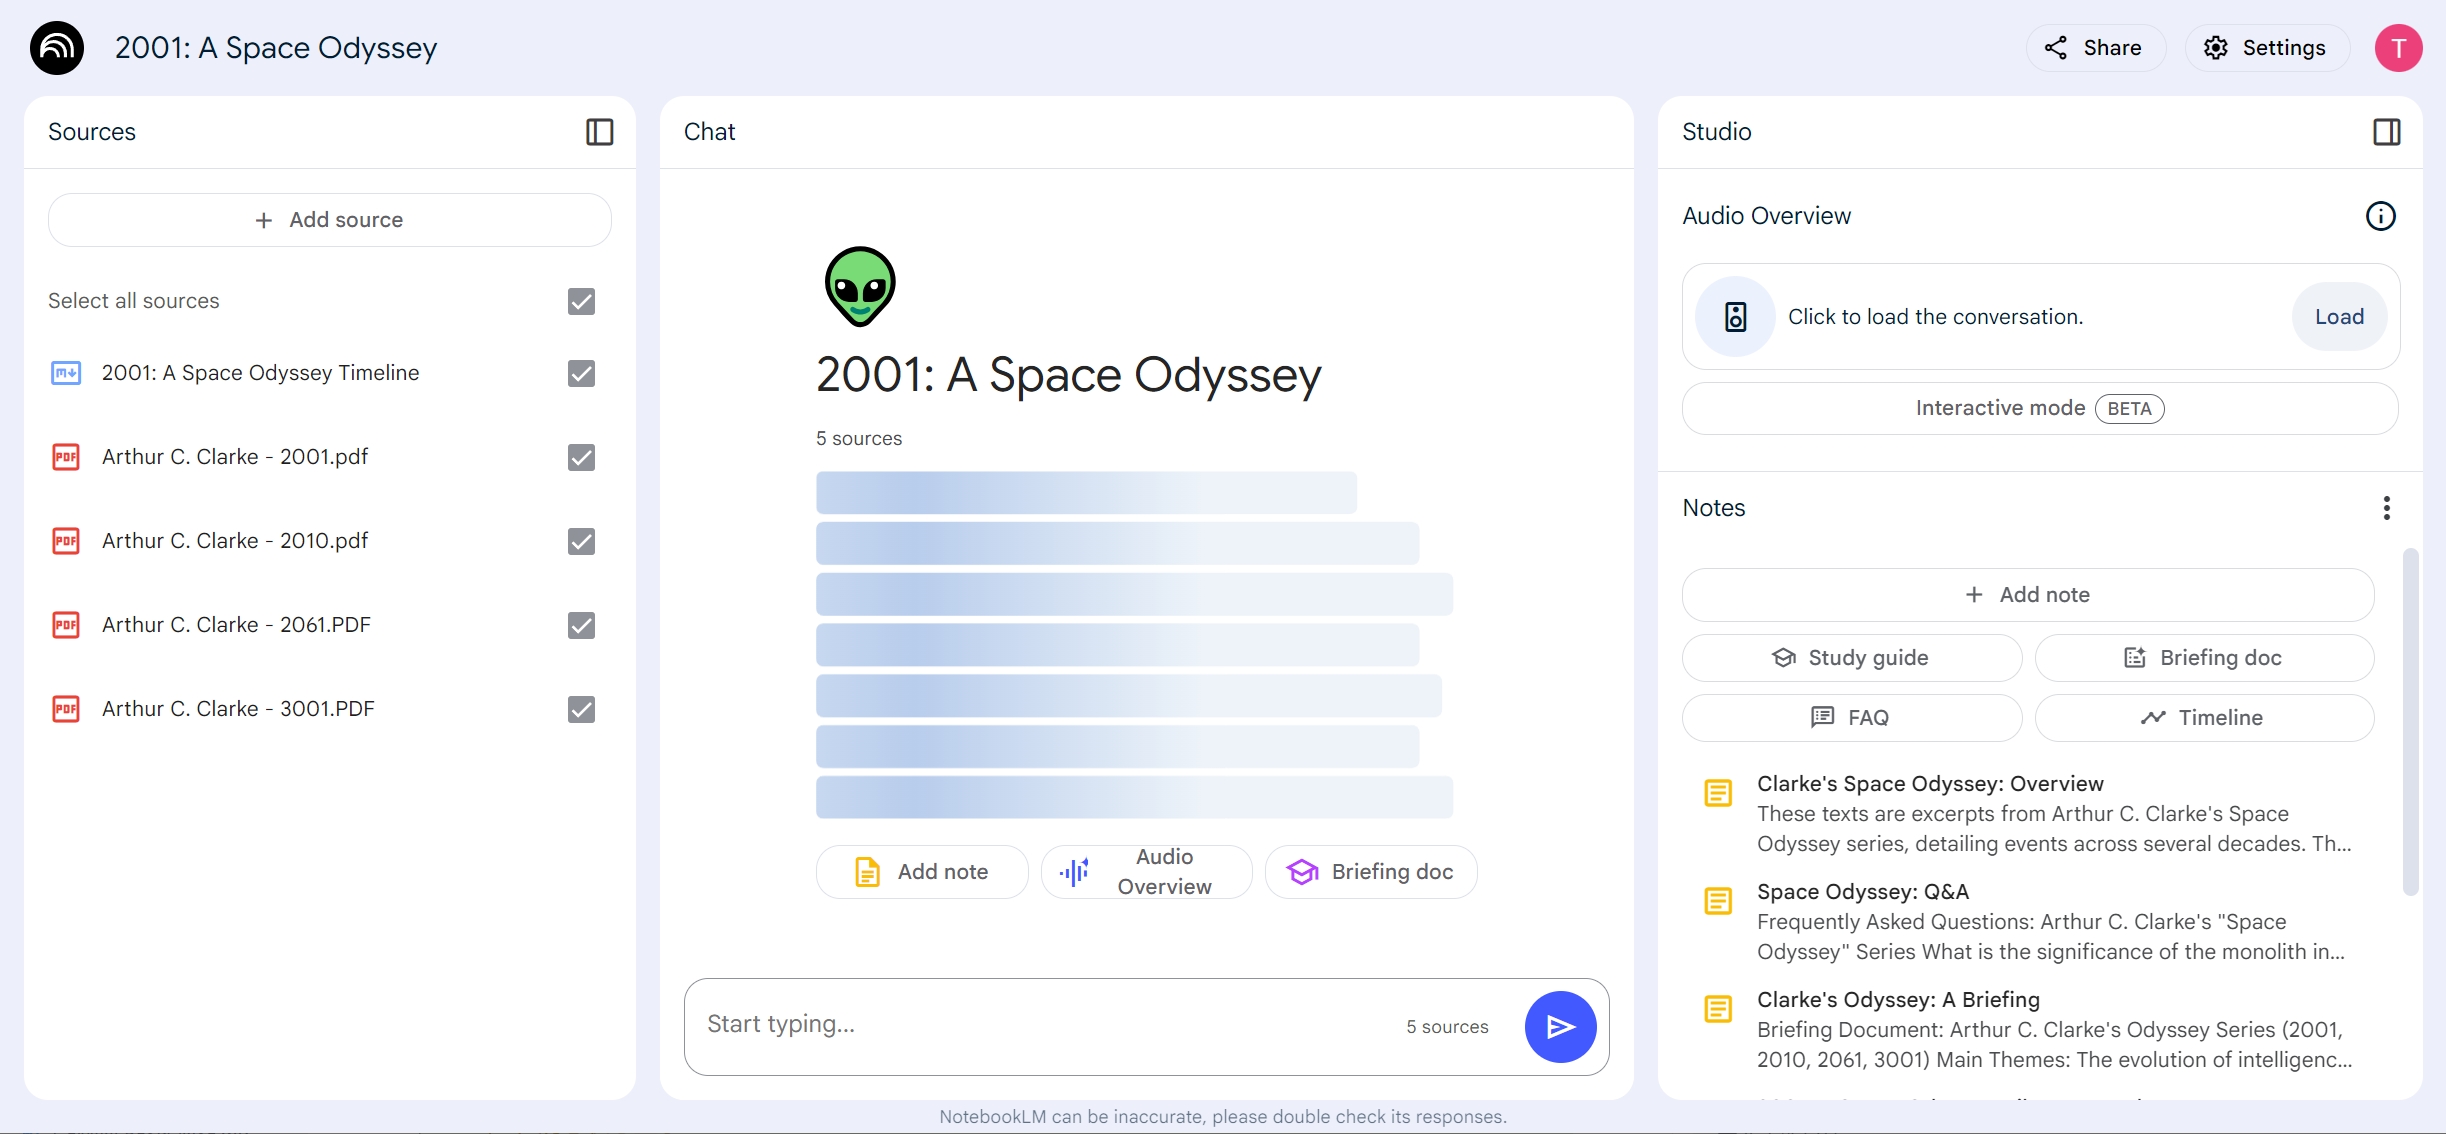 2001: A Space Odyssey
Share
Settings
T
Sources
Add source
Select all sources
2001: A Space Odyssey Timeline
PDF Arthur C. Clarke - 2001.pdf
PDF Arthur C. Clarke - 2010.pdf
PDF Arthur C. Clarke - 2061.PDF
PDF Arthur C. Clarke - 3001.PDF
Chat
2001: A Space Odyssey
5 sources
Add note
Audio
Overview
Briefing doc
Start typing...
5 sources
Studio
Audio Overview
Click to load the conversation.
Load
Interactive mode BETA
Notes
Add note
Study guide
Briefing doc
FAQ
Timeline
Clarke's Space Odyssey: Overview
These texts are excerpts from Arthur C. Clarke's Space
Odyssey series, detailing events across several decades. Th...
Space Odyssey: Q&A
Frequently Asked Questions: Arthur C. Clarke's "Space
Odyssey" Series What is the significance of the monolith in...
Clarke's Odyssey: A Briefing
Briefing Document: Arthur C. Clarke's Odyssey Series (2001,
2010, 2061, 3001) Main Themes: The evolution of intelligenc...
NotebookLM can be inaccurate, please double check its responses.